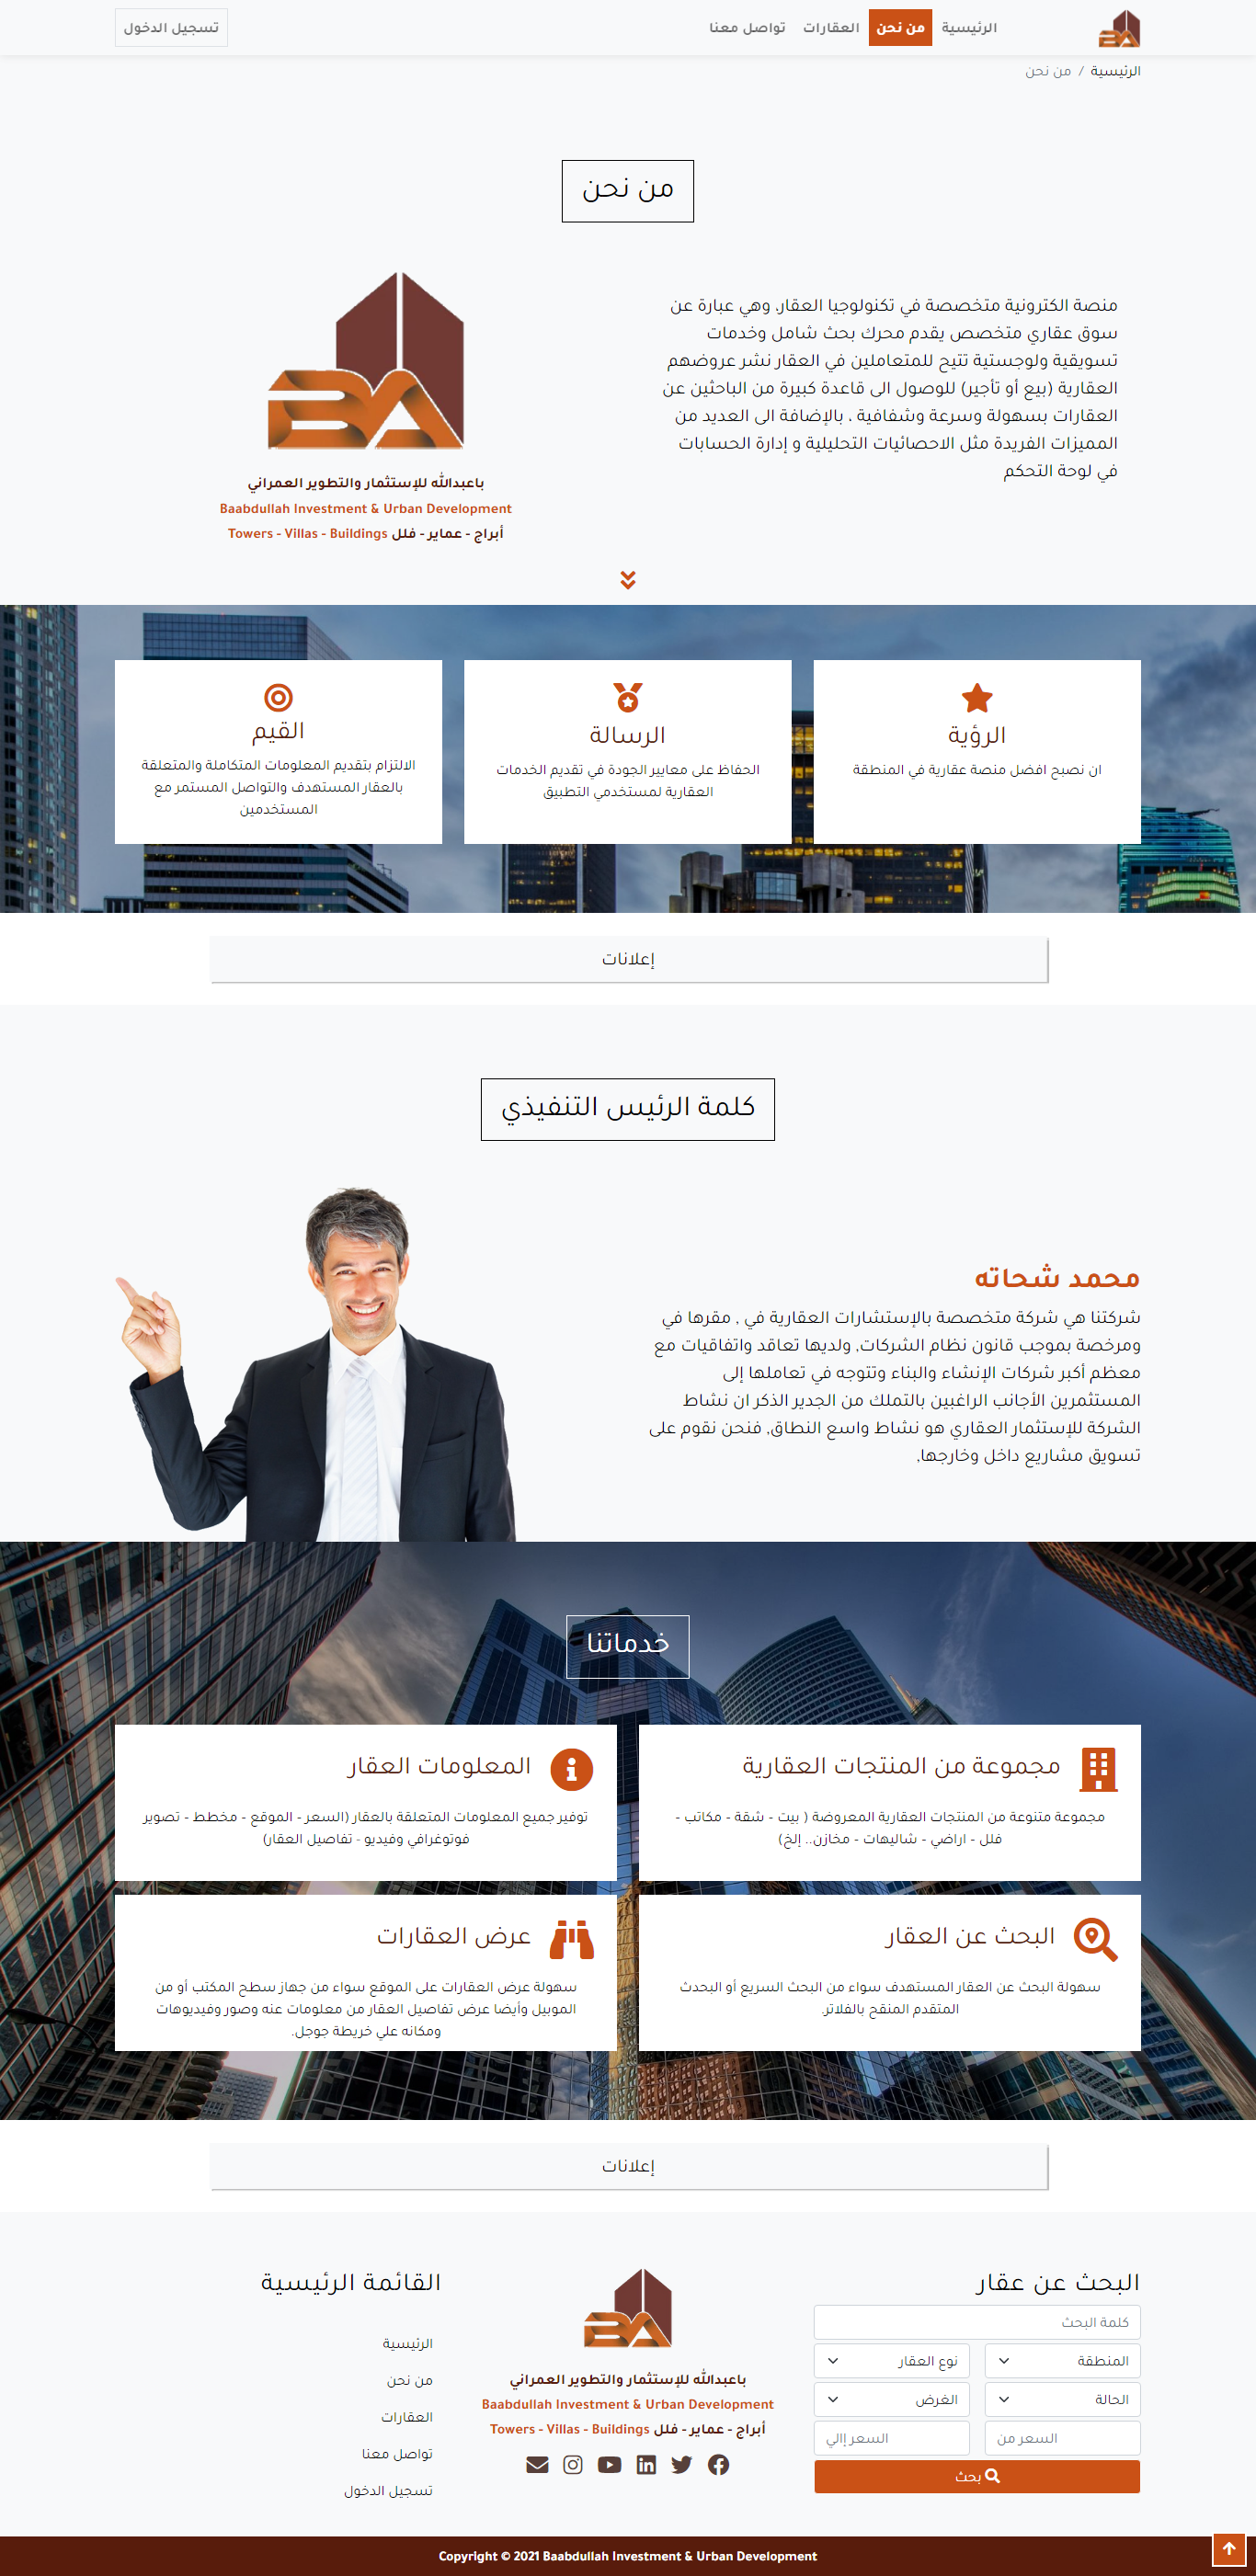 الرئيسية
من نحن
العقارات
تواصل معنا
تسجيل الدخول
الرئيسية / من نحن
من نحن
منصة الكترونية متخصصة في تكنولوجيا العقار، وهي عبارة عن
سوق عقاري متخصص يقدم محرك بحث شامل وخدمات
تسويقية ولوجستية تتيح للمتعاملين في العقار نشر عروضهم
العقارية (بيع أو تأجير) للوصول الى قاعدة كبيرة من الباحثين عن
العقارات بسهولة وسرعة وشفافية ، بالإضافة الى العديد من
المميزات الفريدة مثل الاحصائيات التحليلية و إدارة الحسابات
في لوحة التحكم
BA
باعبدالله للإستثمار والتطوير العمراني
Baabdullah Investment & Urban Development
أبراج - عماير - فلل Towers - Villas - Buildings
الرؤية
ان نصبح افضل منصة عقارية في المنطقة
الرسالة
الحفاظ على معايير الجودة في تقديم الخدمات
العقارية لمستخدمي التطبيق
القيم
الالتزام بتقديم المعلومات المتكاملة والمتعلقة
بالعقار المستهدف والتواصل المستمر مع
المستخدمين
إعلانات
كلمة الرئيس التنفيذي
محمد شحاته
شركتنا هي شركة متخصصة بالإستشارات العقارية في , مقرها في
ومرخصة بموجب قانون نظام الشركات, ولديها تعاقد واتفاقيات مع
معظم أكبر شركات الإنشاء والبناء وتتوجه في تعاملها إلى
المستثمرين الأجانب الراغبين بالتملك من الجدير الذكر ان نشاط
الشركة للإستثمار العقاري هو نشاط واسع النطاق, فنحن نقوم على
تسويق مشاريع داخل وخارجها,
خدماتنا
مجموعة من المنتجات العقارية
مجموعة متنوعة من المنتجات العقارية المعروضة ( بيت - شقة - مكاتب -
فلل - اراضي - شاليهات - مخازن.. إلخ)
المعلومات العقار
توفير جميع المعلومات المتعلقة بالعقار (السعر - الموقع - مخطط - تصوير
فوتوغرافي وفيديو - تفاصيل العقار)
البحث عن العقار
سهولة البحث عن العقار المستهدف سواء من البحث السريع أو البحدث
المتقدم المنقح بالفلاتر.
عرض العقارات
سهولة عرض العقارات على الموقع سواء من جهاز سطح المكتب أو من
الموبيل وأيضا عرض تفاصيل العقار من معلومات عنه وصور وفيديوهات
ومكانه علي خريطة جوجل.
إعلانات
البحث عن عقار
كلمة البحث
المنطقة
نوع العقار
الحالة
الغرض
السعر من
السعر إالي
بحث
BA
باعبدالله للإستثمار والتطوير العمراني
Baabdullah Investment & Urban Development
أبراج - عماير - فلل Towers - Villas - Buildings
القائمة الرئيسية
الرئيسية
من نحن
العقارات
تواصل معنا
تسجيل الدخول
Copyright © 2021 Baabdullah Investment & Urban Development